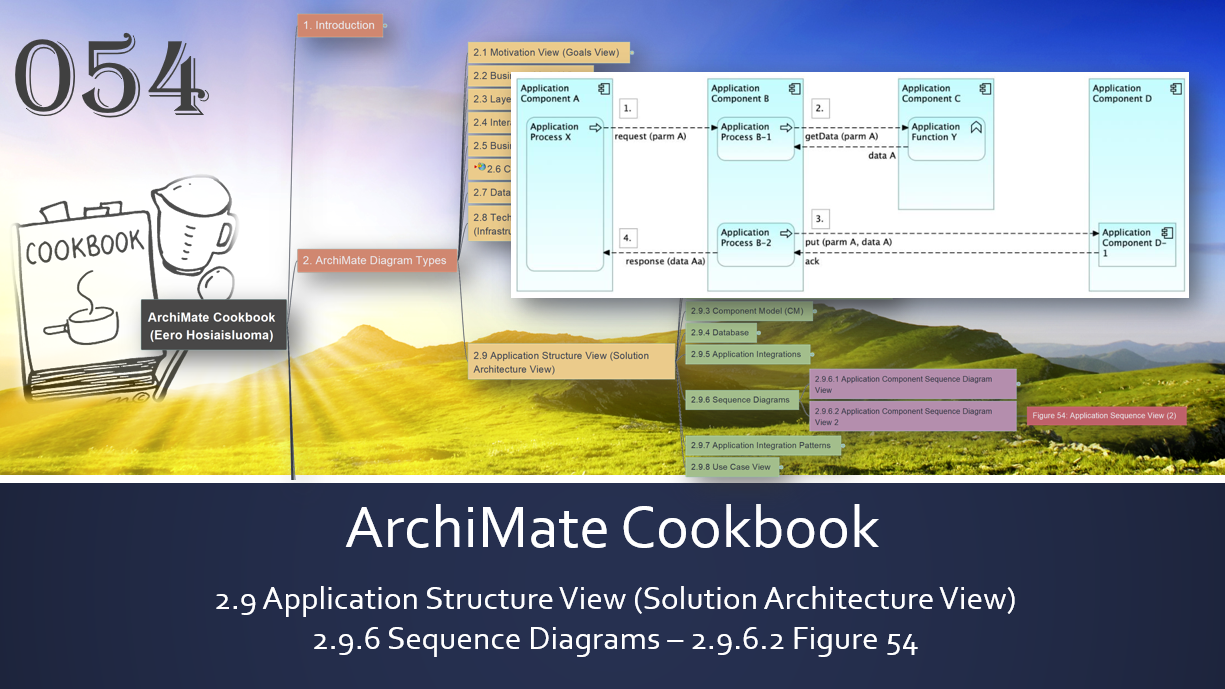 054
1. Introduction
2.1 Motivation View (Goals View)
2.2 Busi
2.3 Laye
2.4 Inter
2.5 Busi
2.6 C
2.7 Data
2.8 Tech
(Infrastru
Application
Component A
Application
Component B
Application
Component C
Application
Component D
1.
2.
Application
Process X
request (parm A)
Application
Process B-1
getData (parm A)
Application
Function Y
data A
3.
4.
Application
Process B-2
put (parm A, data A)
Application
Component D-
1
response (data Aa)
ack
COOKBOOK
2. ArchiMate Diagram Types
ArchiMate Cookbook
(Eero Hosiaisluoma)
2.9 Application Structure View (Solution
Architecture View)
2.9.3 Component Model (CM)
2.9.4 Database
2.9.5 Application Integrations
2.9.6 Sequence Diagrams
2.9.6.1 Application Component Sequence Diagram
View
2.9.6.2 Application Component Sequence Diagram
View 2
Figure 54: Application Sequence View (2)
2.9.7 Application Integration Patterns
2.9.8 Use Case View
ArchiMate Cookbook
2.9 Application Structure View (Solution Architecture View)
2.9.6 Sequence Diagrams – 2.9.6.2 Figure 54